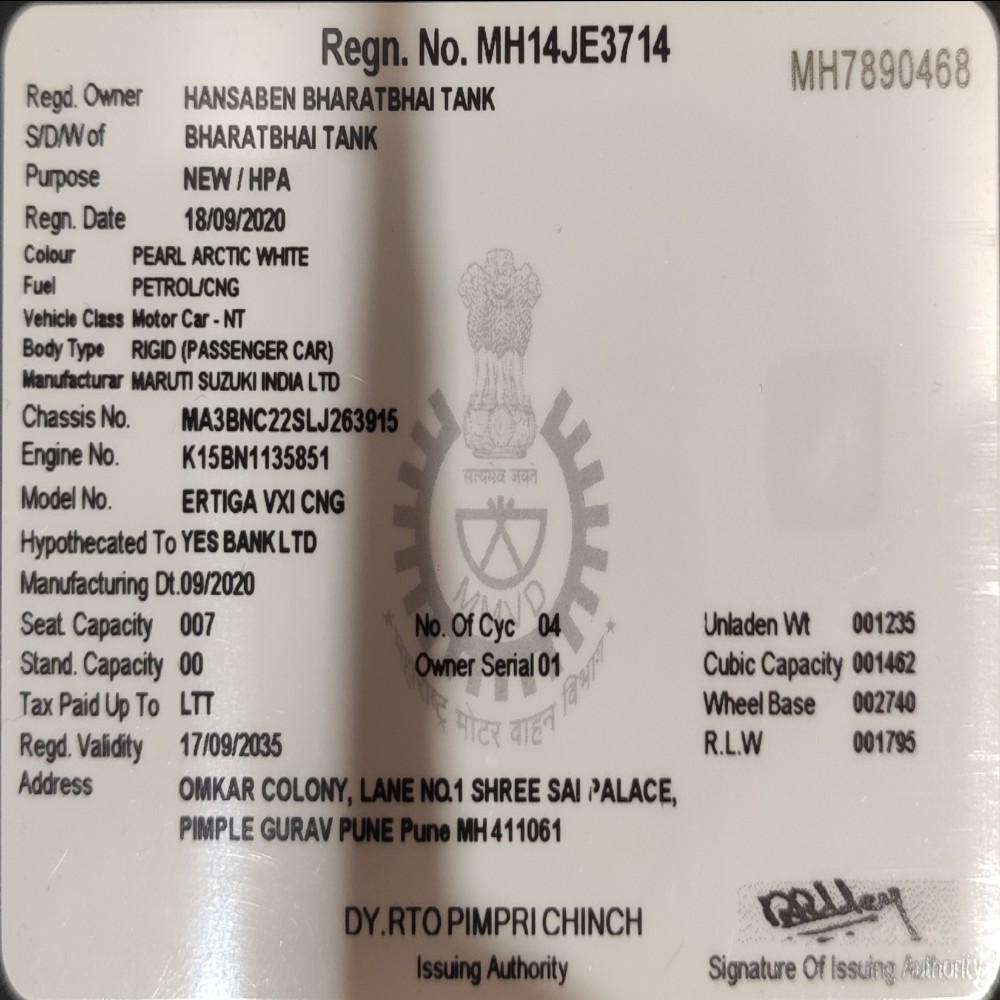 Regn. No. MH14JE3714
MH7890468
Regd. Owner HANSABEN BHARATBHAI TANK
S/D/W of BHARATBHAI TANK
Purpose NEW / HPA
Regn. Date 18/09/2020
Colour PEARL ARCTIC WHITE
Fuel PETROL/CNG
Vehicle Class Motor Car - NT
Body Type RIGID (PASSENGER CAR)
Manufacturar MARUTI SUZUKI INDIA LTD
Chassis No. MA3BNC22SLJ263915
Engine No. K15BN1135851
सत्यमेव जयते
Model No. ERTIGA VXI CNG
Hypothecated To YES BANK LTD
Manufacturing Dt.09/2020
MMVD
Seat Capacity 007 No. Of Cyc 04 Unladen Wt 001235
Stand. Capacity 00 Owner Serial 01 Cubic Capacity 001462
Tax Paid Up To LTT Wheel Base 002740
महाराष्ट्र मोटर वाहन विभाग
Regd. Validity 17/09/2035 R.L.W 001795
Address OMKAR COLONY, LANE NO.1 SHREE SAI PALACE,
PIMPLE GURAV PUNE Pune MH 411061
DY.RTO PIMPRI CHINCH
Issuing Authority
Signature Of Issuing Authority